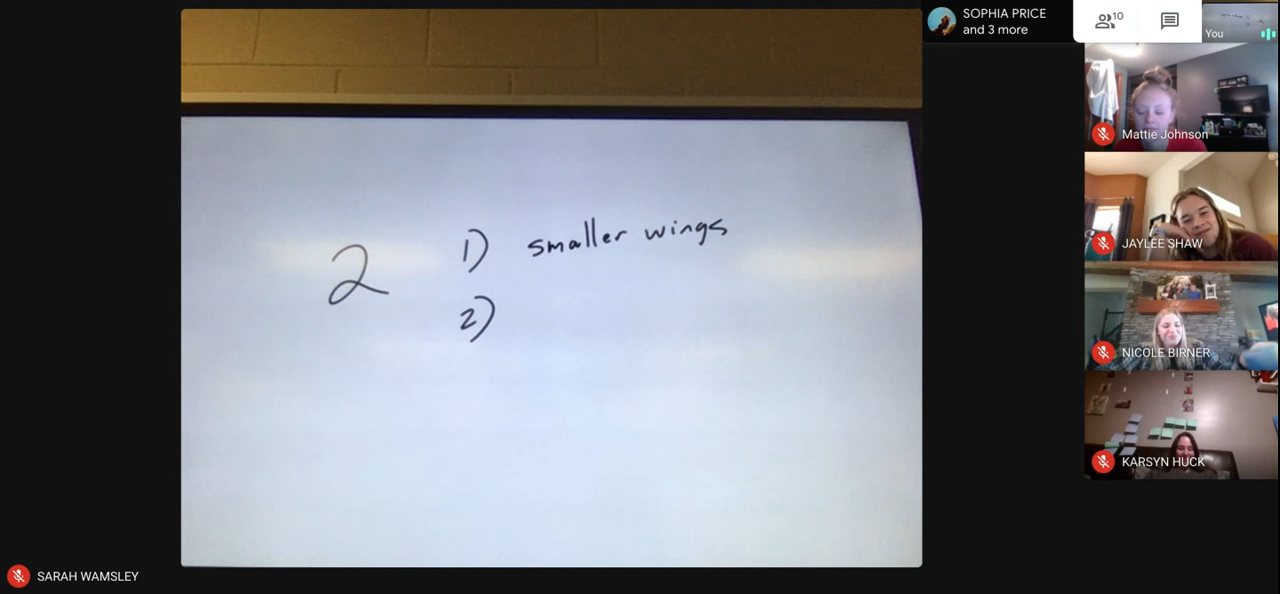 SOPHIA PRICE
and 3 more
10
You
Mattie Johnson
JAYLEE SHAW
NICOLE BIRNER
KARSYN HUCK
2
1) smaller wings
2)
SARAH WAMSLEY